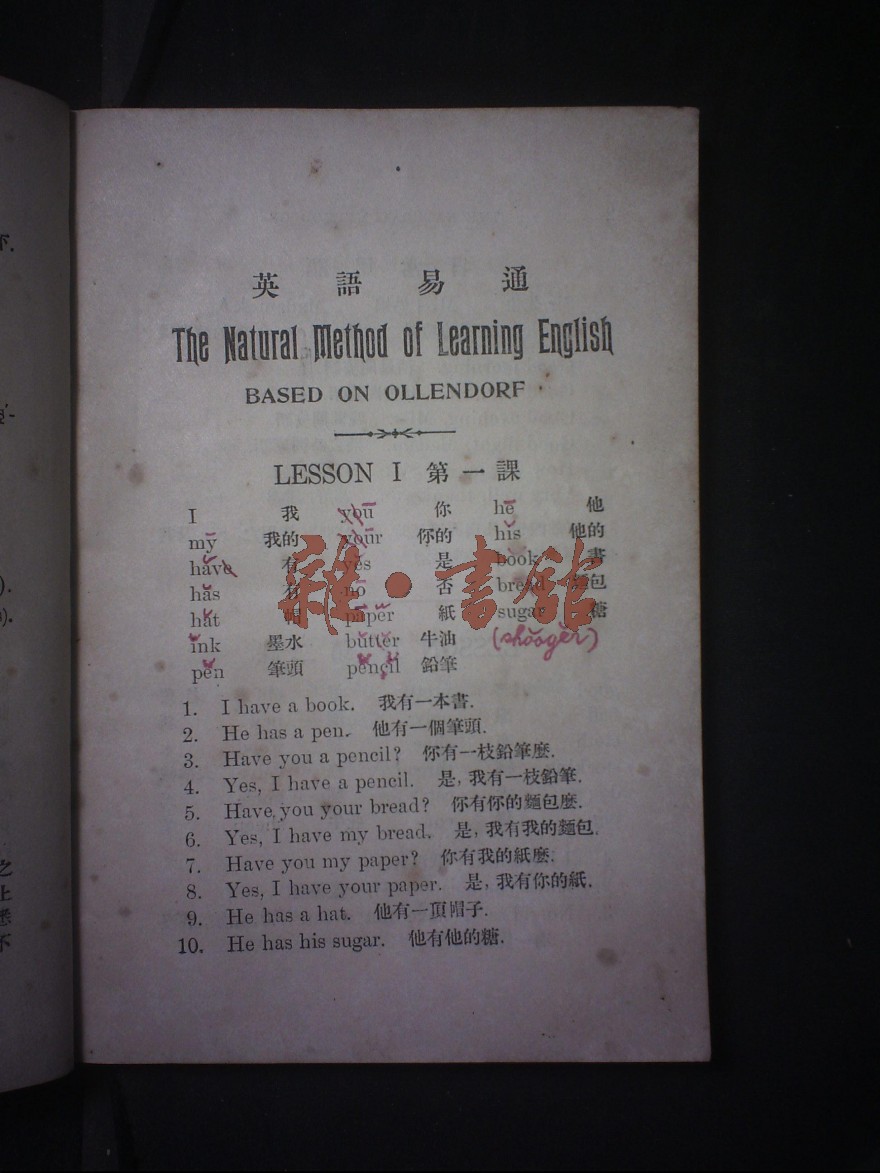 英語易通
The Natural Method of Learning English
BASED ON OLLENDORF
LESSON I 第一課
I 我 you 你 he 他
my 我的 your 你的 his 他的
have 有 yes 是 book 書
has 有 no 否 bread 麵包
hat 帽 paper 紙 sugar 糖
ink 墨水 butter 牛油 (shŏogĕr)
pen 筆頭 pencil 鉛筆
雜·書館
1. I have a book. 我有一本書.
2. He has a pen. 他有一個筆頭.
3. Have you a pencil? 你有一枝鉛筆麼.
4. Yes, I have a pencil. 是, 我有一枝鉛筆.
5. Have you your bread? 你有你的麵包麼.
6. Yes, I have my bread. 是, 我有我的麵包.
7. Have you my paper? 你有我的紙麼.
8. Yes, I have your paper. 是, 我有你的紙.
9. He has a hat. 他有一頂帽子.
10. He has his sugar. 他有他的糖.